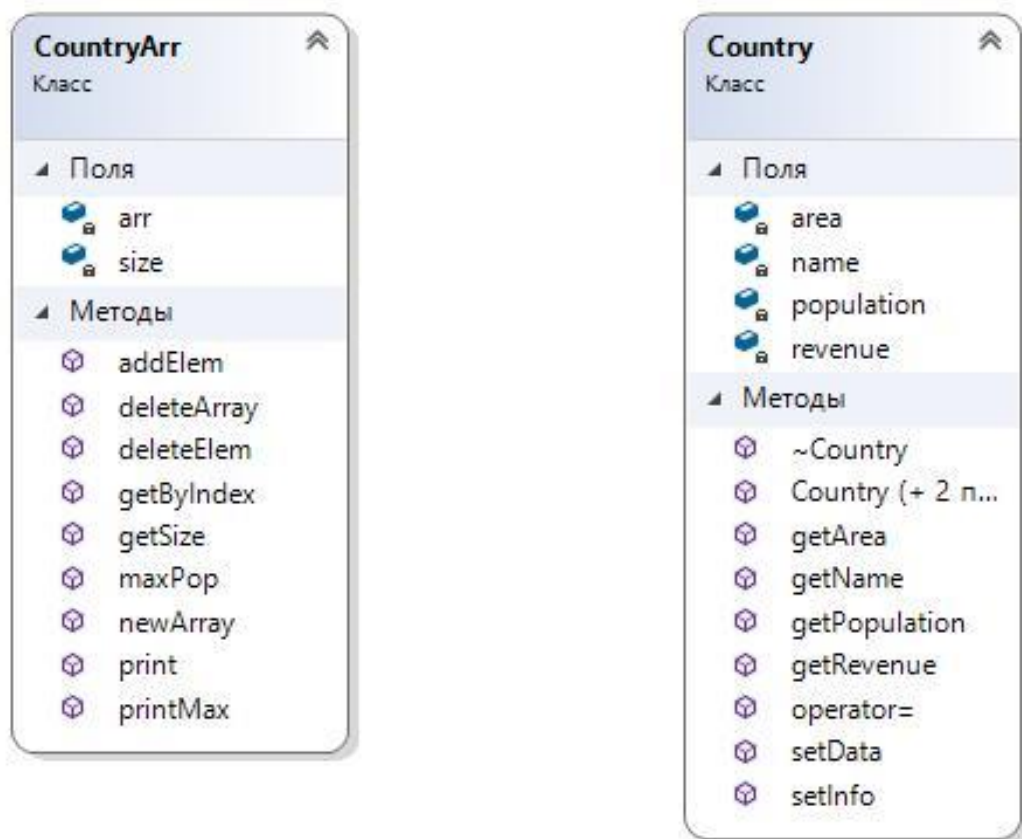 CountryArr
Класс
Поля
arr
size
Методы
addElem
deleteArray
deleteElem
getByIndex
getSize
maxPop
newArray
print
printMax
Country
Класс
Поля
area
name
population
revenue
Методы
~Country
Country (+ 2 п...
getArea
getName
getPopulation
getRevenue
operator=
setData
setInfo